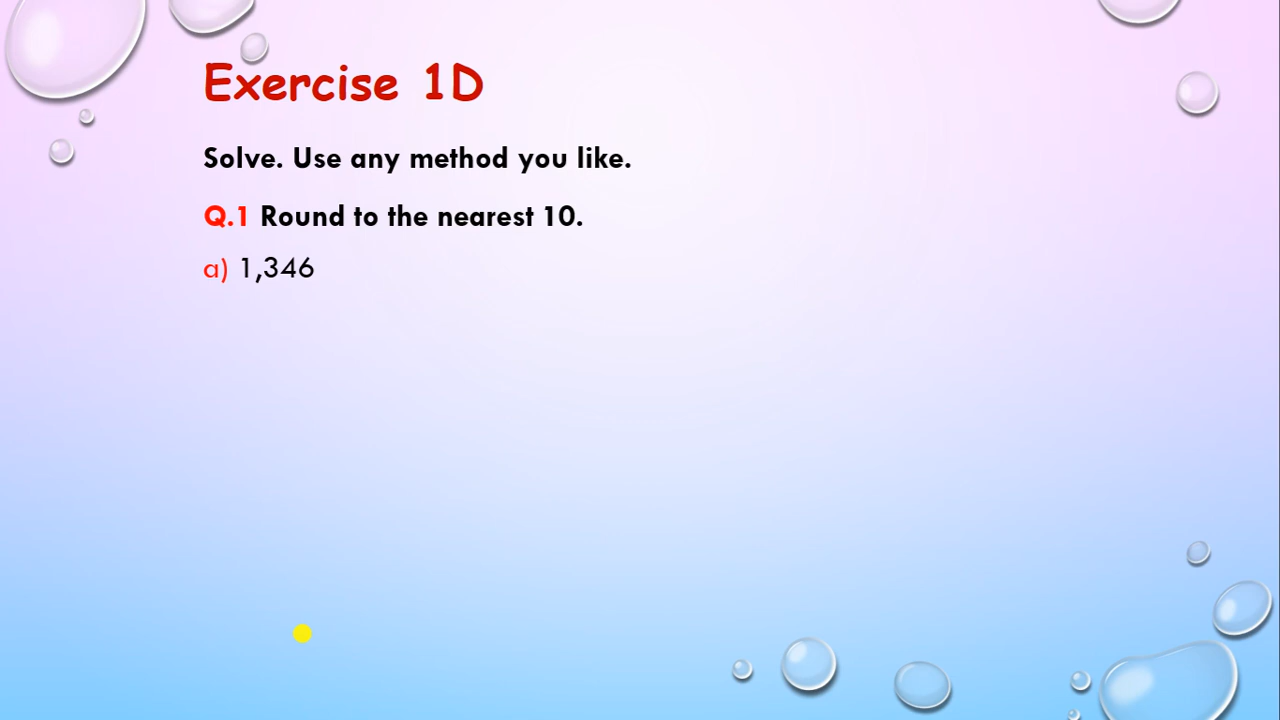 Exercise 1D
Solve. Use any method you like.
Q.1 Round to the nearest 10.
a) 1,346